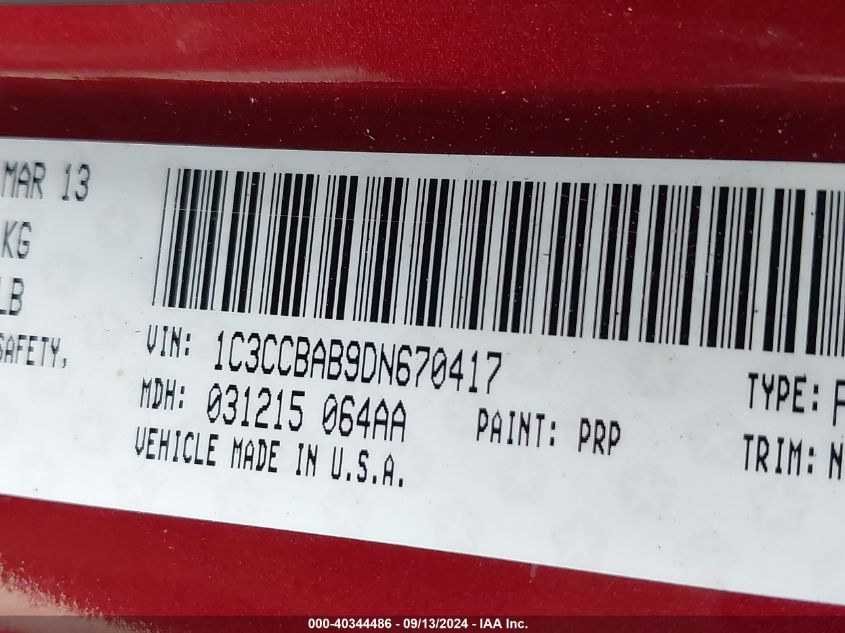 MAR 13
KG
LB
SAFETY,
VIN: 1C3CCBAB9DN670417
MDH: 031215 064AA
PAINT: PRP
VEHICLE MADE IN U.S.A.
TYPE:
TRIM: N
000-40344486 - 09/13/2024 - IAA Inc.